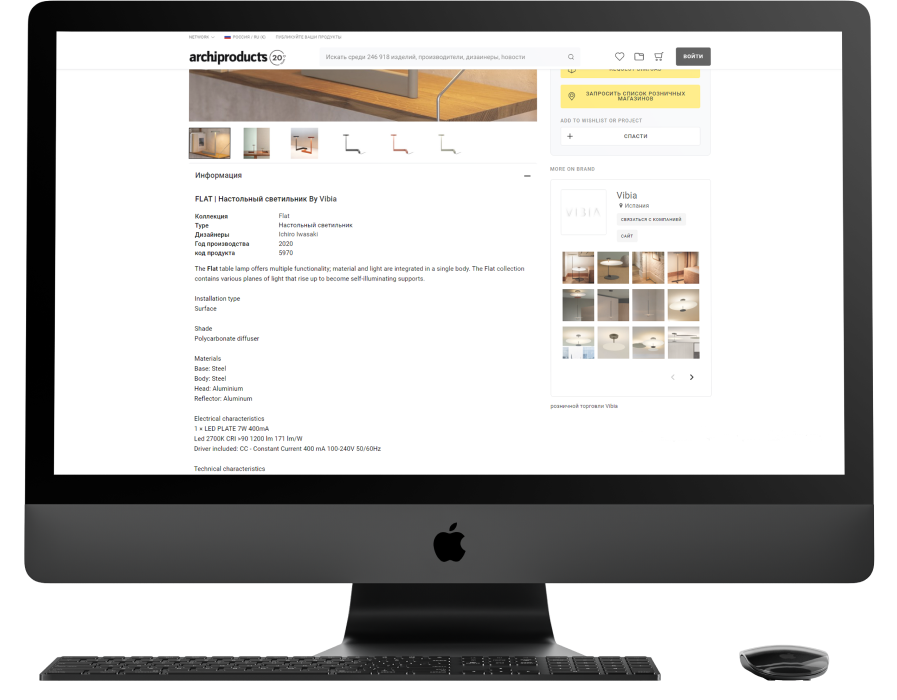 NETWORK
РОССИЯ | RU (€)
ПУБЛИКУЙТЕ ВАШИ ПРОДУКТЫ
archiproducts 20
Искать среди 246 918 изделий, производители, дизайнеры, новости
ВОЙТИ
ЗАПРОСИТЬ СПИСОК РОЗНИЧНЫХ
МАГАЗИНОВ
ADD TO WISHLIST OR PROJECT
+ СПАСТИ
Информация
FLAT | Настольный светильник By Vibia
Коллекция Flat
Type Настольный светильник
Дизайнеры Ichiro Iwasaki
Год производства 2020
код продукта 5970
The Flat table lamp offers multiple functionality; material and light are integrated in a single body. The Flat collection
contains various planes of light that rise up to become self-illuminating supports.
Installation type
Surface
Shade
Polycarbonate diffuser
Materials
Base: Steel
Body: Steel
Head: Aluminium
Reflector: Aluminum
Electrical characteristics
1 × LED PLATE 7W 400mA
Led 2700K CRI >90 1200 lm 171 lm/W
Driver included: CC - Constant Current 400 mA 100-240V 50/60Hz
Technical characteristics
MORE ON BRAND
VIBIA
Vibia
Испания
СВЯЗАТЬСЯ С КОМПАНИЕЙ
САЙТ
розничной торговли Vibia